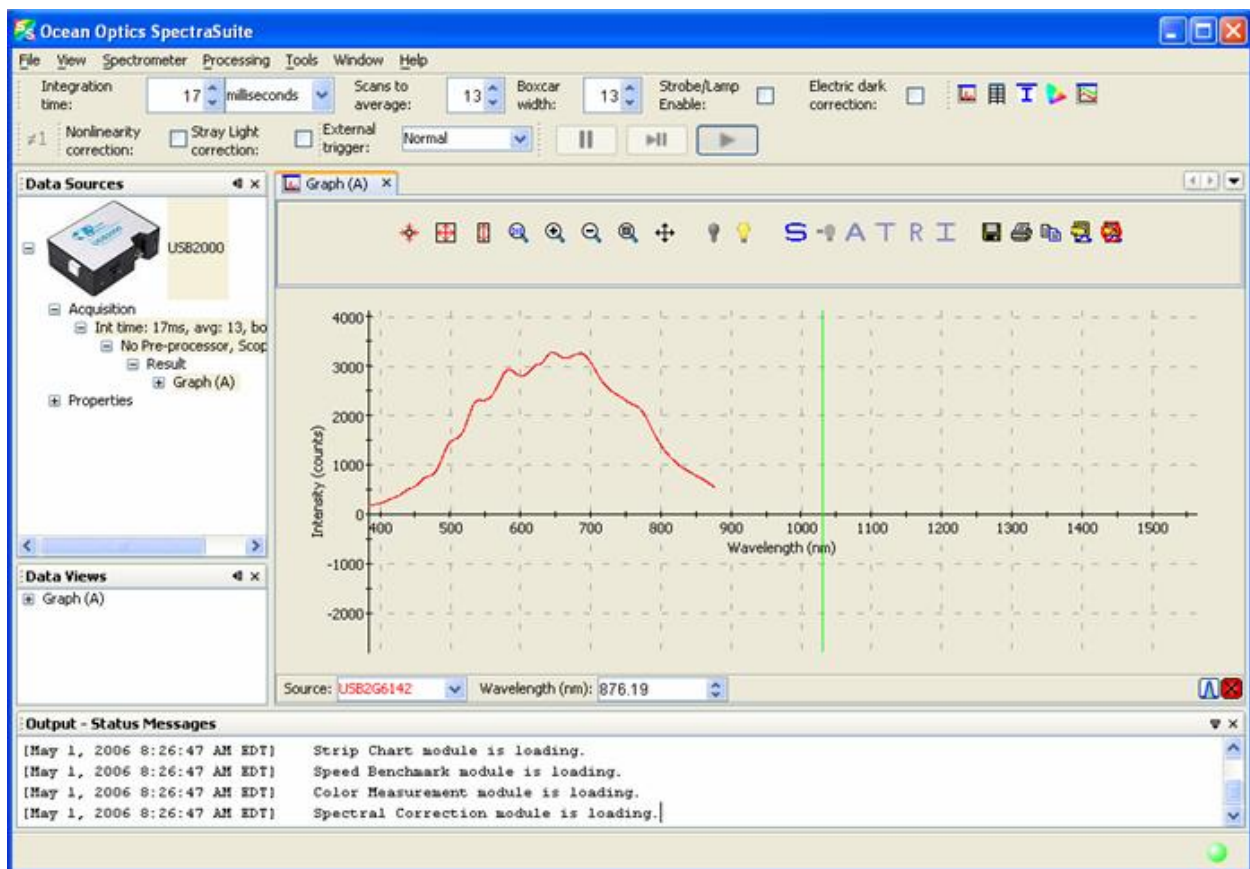 Ocean Optics SpectraSuite
File View Spectrometer Processing Tools Window Help
Integration time: 17 milliseconds Scans to average: 13 Boxcar width: 13 Strobe/Lamp Enable: Electric dark correction:
≠1 Nonlinearity correction: Stray Light correction: External trigger: Normal
Data Sources
USB2000
Acquisition
Int time: 17ms, avg: 13, bo
No Pre-processor, Scop
Result
Graph (A)
Properties
Data Views
Graph (A)
Graph (A)
S A T R I
4000
3000
2000
1000
0
-1000
-2000
Intensity (counts)
400 500 600 700 800 900 1000 1100 1200 1300 1400 1500
Wavelength (nm)
Source: USB2G6142 Wavelength (nm): 876.19
Output - Status Messages
[May 1, 2006 8:26:47 AM EDT] Strip Chart module is loading.
[May 1, 2006 8:26:47 AM EDT] Speed Benchmark module is loading.
[May 1, 2006 8:26:47 AM EDT] Color Measurement module is loading.
[May 1, 2006 8:26:47 AM EDT] Spectral Correction module is loading.